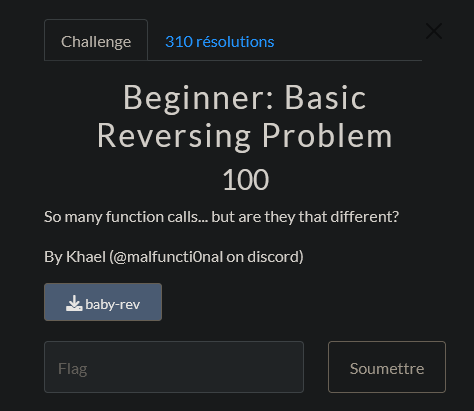 Challenge
310 résolutions
Beginner: Basic
Reversing Problem
100
So many function calls... but are they that different?
By Khael (@malfuncti0nal on discord)
baby-rev
Flag
Soumettre